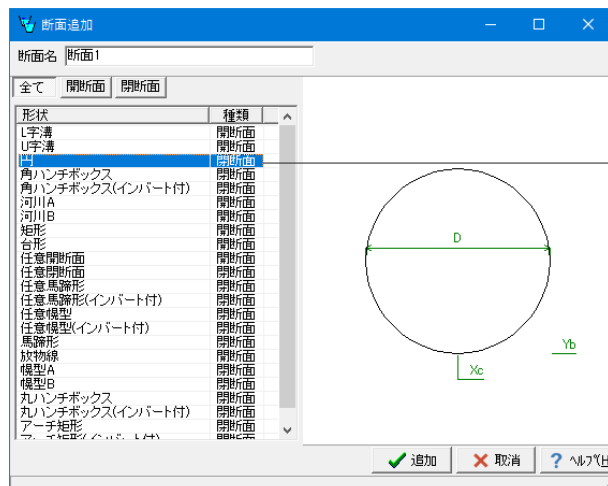 断面追加
断面名 断面1
全て 開断面 閉断面
形状 種類
L字溝 開断面
U字溝 開断面
円 閉断面
角ハンチボックス 閉断面
角ハンチボックス(インバート付) 閉断面
河川A 開断面
河川B 開断面
矩形 開断面
台形 開断面
任意開断面 開断面
任意閉断面 閉断面
任意馬蹄形 閉断面
任意馬蹄形(インバート付) 閉断面
任意幌型 閉断面
任意幌型(インバート付) 閉断面
馬蹄形 閉断面
放物線 開断面
幌型A 閉断面
幌型B 閉断面
丸ハンチボックス 閉断面
丸ハンチボックス(インバート付) 閉断面
アーチ矩形 閉断面
D
Yb
Xc
追加 取消 ヘルプ(H